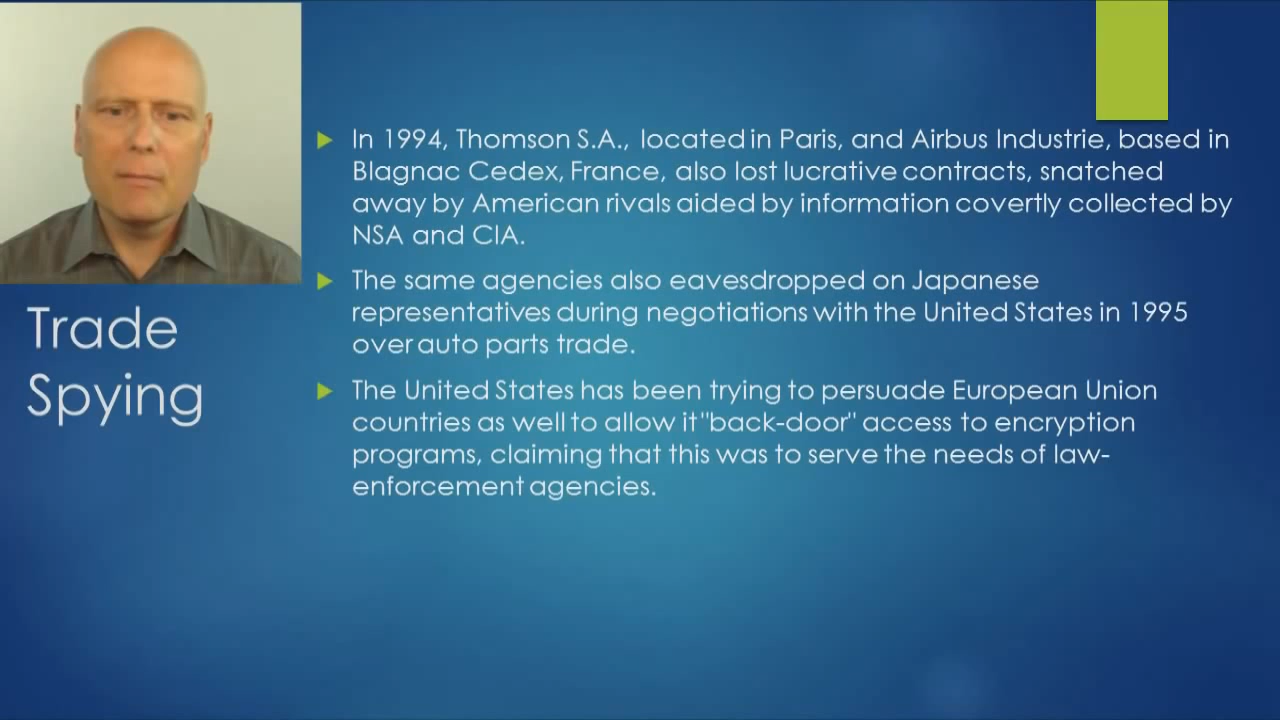 Trade
Spying
In 1994, Thomson S.A., located in Paris, and Airbus Industrie, based in
Blagnac Cedex, France, also lost lucrative contracts, snatched
away by American rivals aided by information covertly collected by
NSA and CIA.
The same agencies also eavesdropped on Japanese
representatives during negotiations with the United States in 1995
over auto parts trade.
The United States has been trying to persuade European Union
countries as well to allow it "back-door" access to encryption
programs, claiming that this was to serve the needs of law-
enforcement agencies.